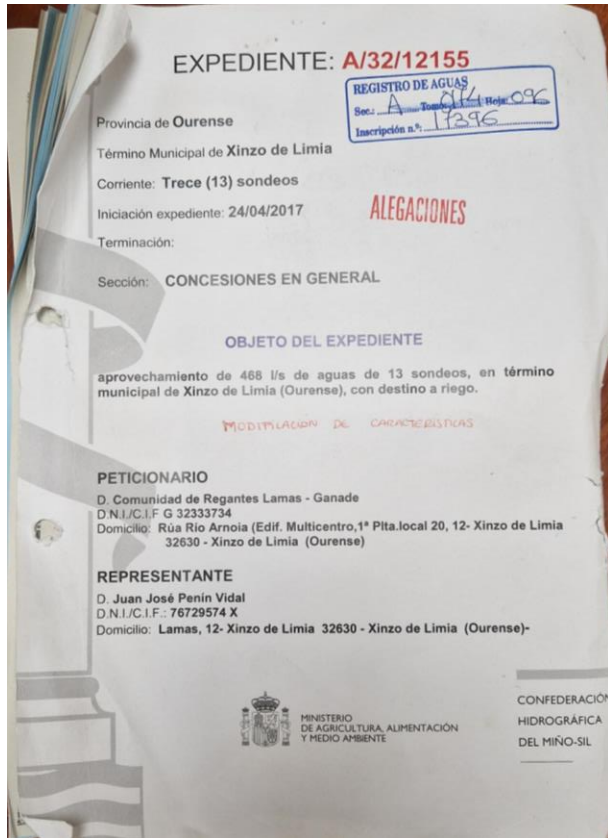 EXPEDIENTE: A/32/12155
REGISTRO DE AGUAS
Sec.: A Tomo: 014 Hoja: 096
Inscripción n.º: 17396
Provincia de Ourense
Término Municipal de Xinzo de Limia
Corriente: Trece (13) sondeos
Iniciación expediente: 24/04/2017
ALEGACIONES
Terminación:
Sección: CONCESIONES EN GENERAL
OBJETO DEL EXPEDIENTE
aprovechamiento de 468 l/s de aguas de 13 sondeos, en término
municipal de Xinzo de Limia (Ourense), con destino a riego.
MODIFICACIÓN DE CARACTERÍSTICAS
PETICIONARIO
D. Comunidad de Regantes Lamas - Ganade
D.N.I./C.I.F G 32333734
Domicilio: Rúa Río Arnoia (Edif. Multicentro,1ª Plta.local 20, 12- Xinzo de Limia
32630 - Xinzo de Limia (Ourense)
REPRESENTANTE
D. Juan José Penín Vidal
D.N.I./C.I.F.: 76729574 X
Domicilio: Lamas, 12- Xinzo de Limia 32630 - Xinzo de Limia (Ourense)-
MINISTERIO
DE AGRICULTURA, ALIMENTACIÓN
Y MEDIO AMBIENTE
CONFEDERACIÓN
HIDROGRÁFICA
DEL MIÑO-SIL